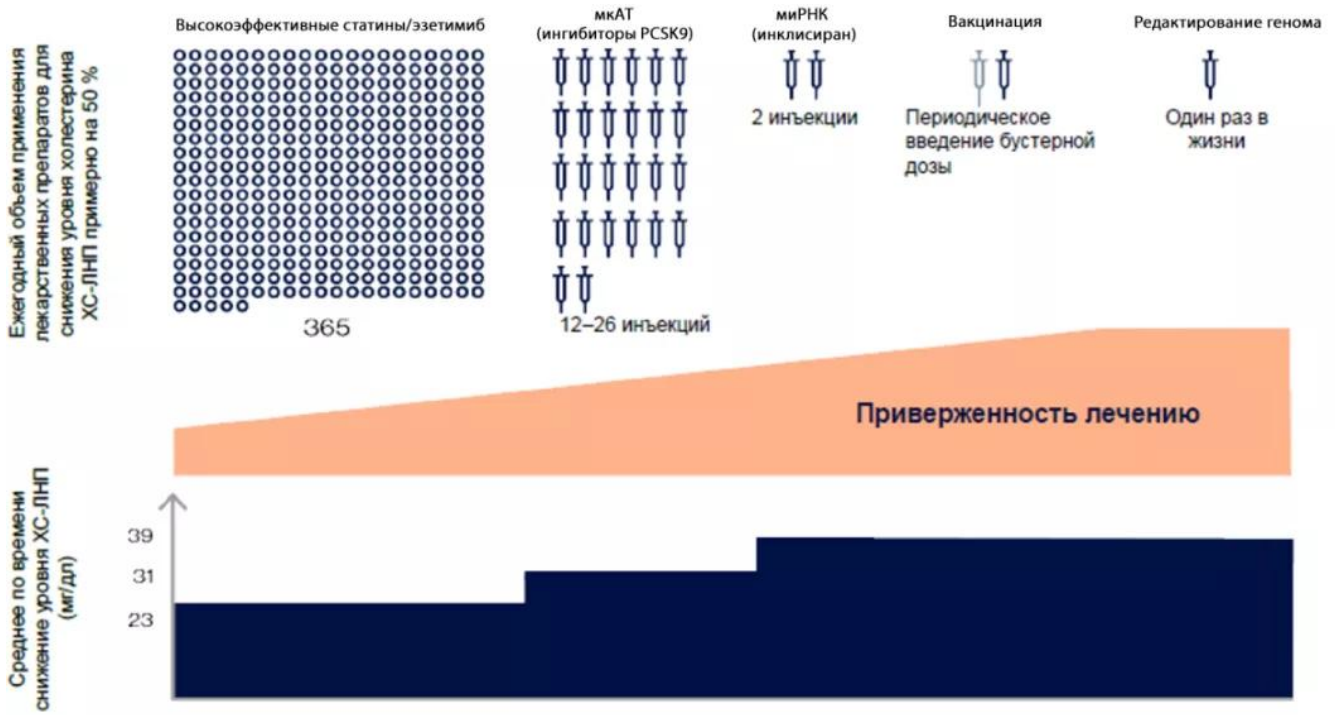 Высокоэффективные статины/эзетимиб
мкАТ
(ингибиторы PCSK9)
миРНК
(инклисиран)
Вакцинация
Редактирование генома
Ежегодный объем применения
лекарственных препаратов для
снижения уровня холестерина
ХС-ЛНП примерно на 50 %
365
12–26 инъекций
2 инъекции
Периодическое
введение бустерной
дозы
Один раз в
жизни
Приверженность лечению
Среднее по времени
снижение уровня ХС-ЛНП
(мг/дл)
39
31
23